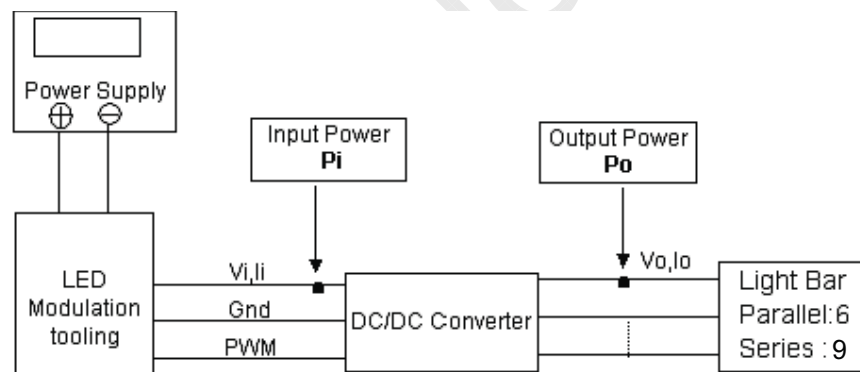 Power Supply
Input Power
Pi
Output Power
Po
LED
Modulation
tooling
Vi,Ii
Gnd
PWM
DC/DC Converter
Vo,Io
Light Bar
Parallel:6
Series : 9